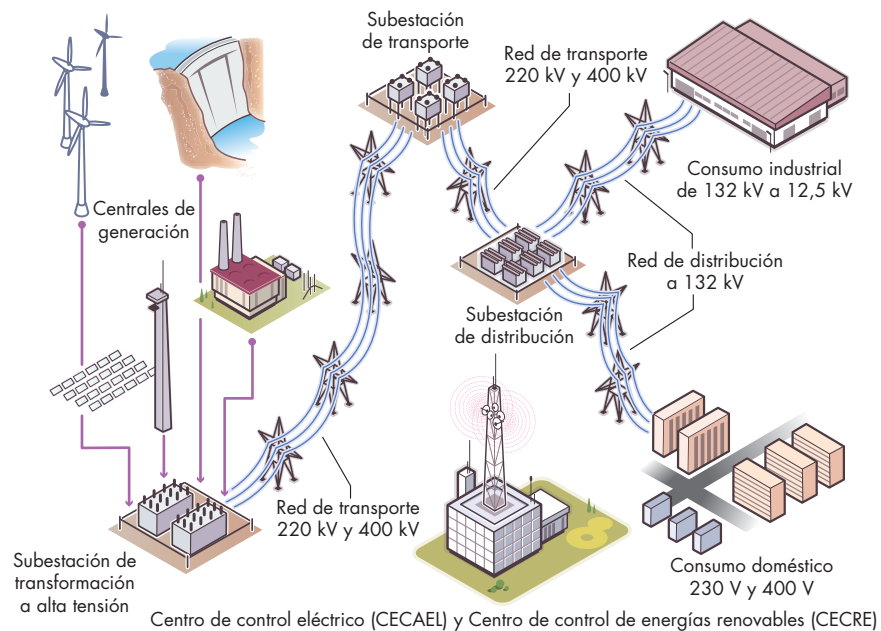 Subestación
de transporte
Red de transporte
220 kV y 400 kV
Consumo industrial
de 132 kV a 12,5 kV
Centrales de
generación
Red de distribución
a 132 kV
Subestación
de distribución
Red de transporte
220 kV y 400 kV
Subestación de
transformación
a alta tensión
Consumo doméstico
230 V y 400 V
Centro de control eléctrico (CECAEL) y Centro de control de energías renovables (CECRE)